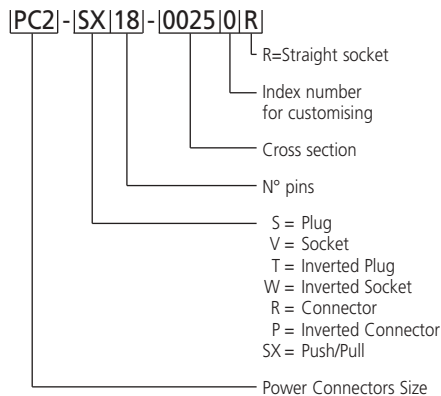 PC2 - SX 18 - 0025 0 R
R=Straight socket
Index number
for customising
Cross section
N° pins
S = Plug
V = Socket
T = Inverted Plug
W = Inverted Socket
R = Connector
P = Inverted Connector
SX = Push/Pull
Power Connectors Size